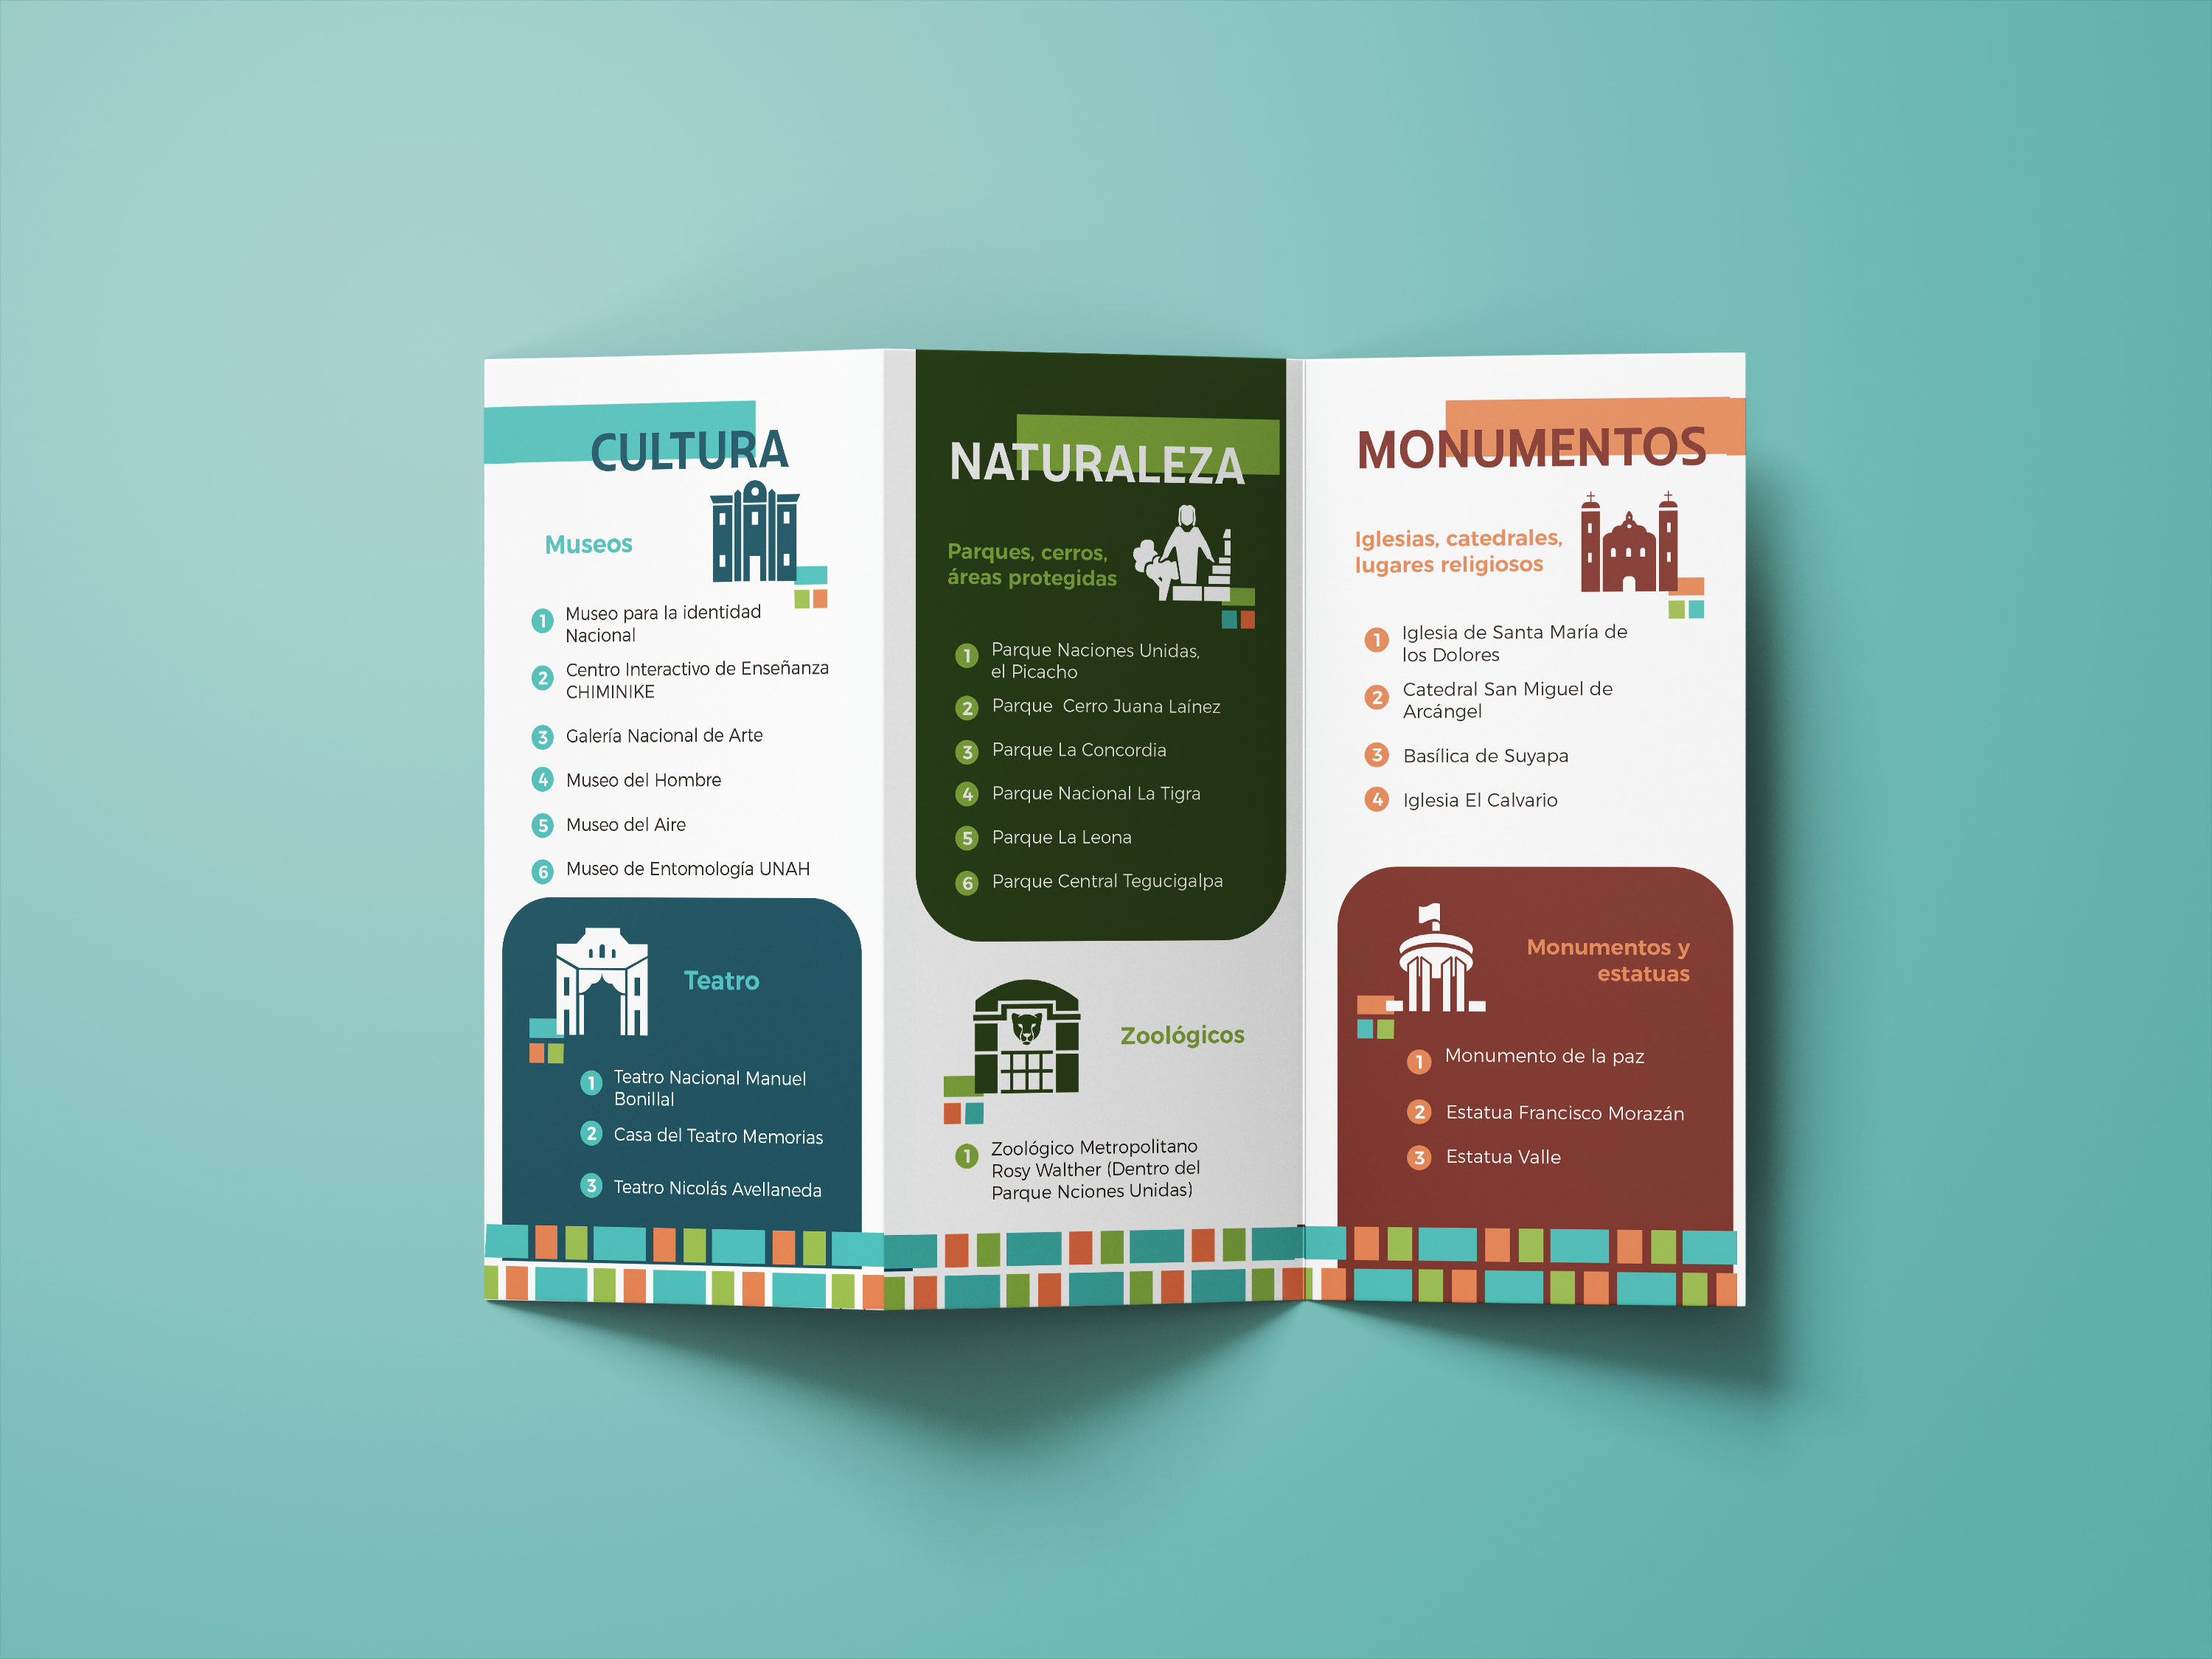 CULTURA
Museos
1 Museo para la identidad
Nacional
2 Centro Interactivo de Enseñanza
CHIMINIKE
3 Galería Nacional de Arte
4 Museo del Hombre
5 Museo del Aire
6 Museo de Entomología UNAH
Teatro
1 Teatro Nacional Manuel
Bonillal
2 Casa del Teatro Memorias
3 Teatro Nicolás Avellaneda
NATURALEZA
Parques, cerros,
áreas protegidas
1 Parque Naciones Unidas,
el Picacho
2 Parque Cerro Juana Laínez
3 Parque La Concordia
4 Parque Nacional La Tigra
5 Parque La Leona
6 Parque Central Tegucigalpa
Zoológicos
1 Zoológico Metropolitano
Rosy Walther (Dentro del
Parque Nciones Unidas)
MONUMENTOS
Iglesias, catedrales,
lugares religiosos
1 Iglesia de Santa María de
los Dolores
2 Catedral San Miguel de
Arcángel
3 Basílica de Suyapa
4 Iglesia El Calvario
Monumentos y
estatuas
1 Monumento de la paz
2 Estatua Francisco Morazán
3 Estatua Valle